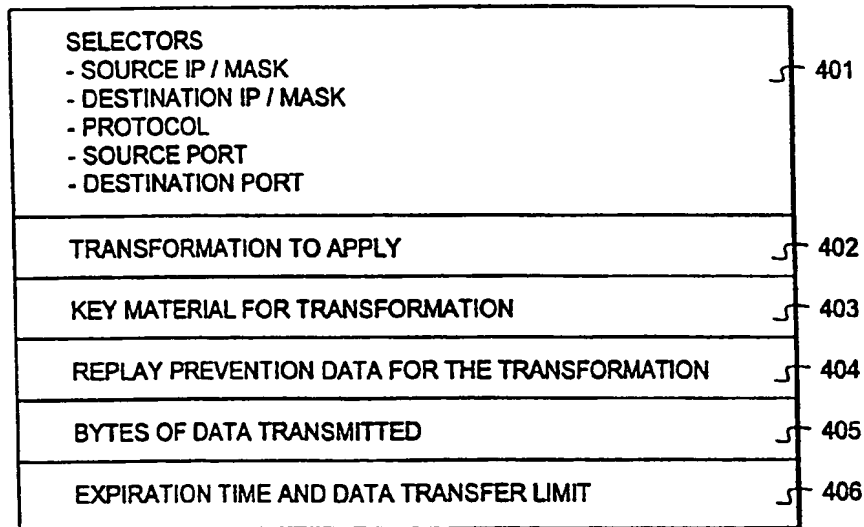 SELECTORS
- SOURCE IP / MASK
- DESTINATION IP / MASK
- PROTOCOL
- SOURCE PORT
- DESTINATION PORT
401
TRANSFORMATION TO APPLY
402
KEY MATERIAL FOR TRANSFORMATION
403
REPLAY PREVENTION DATA FOR THE TRANSFORMATION
404
BYTES OF DATA TRANSMITTED
405
EXPIRATION TIME AND DATA TRANSFER LIMIT
406